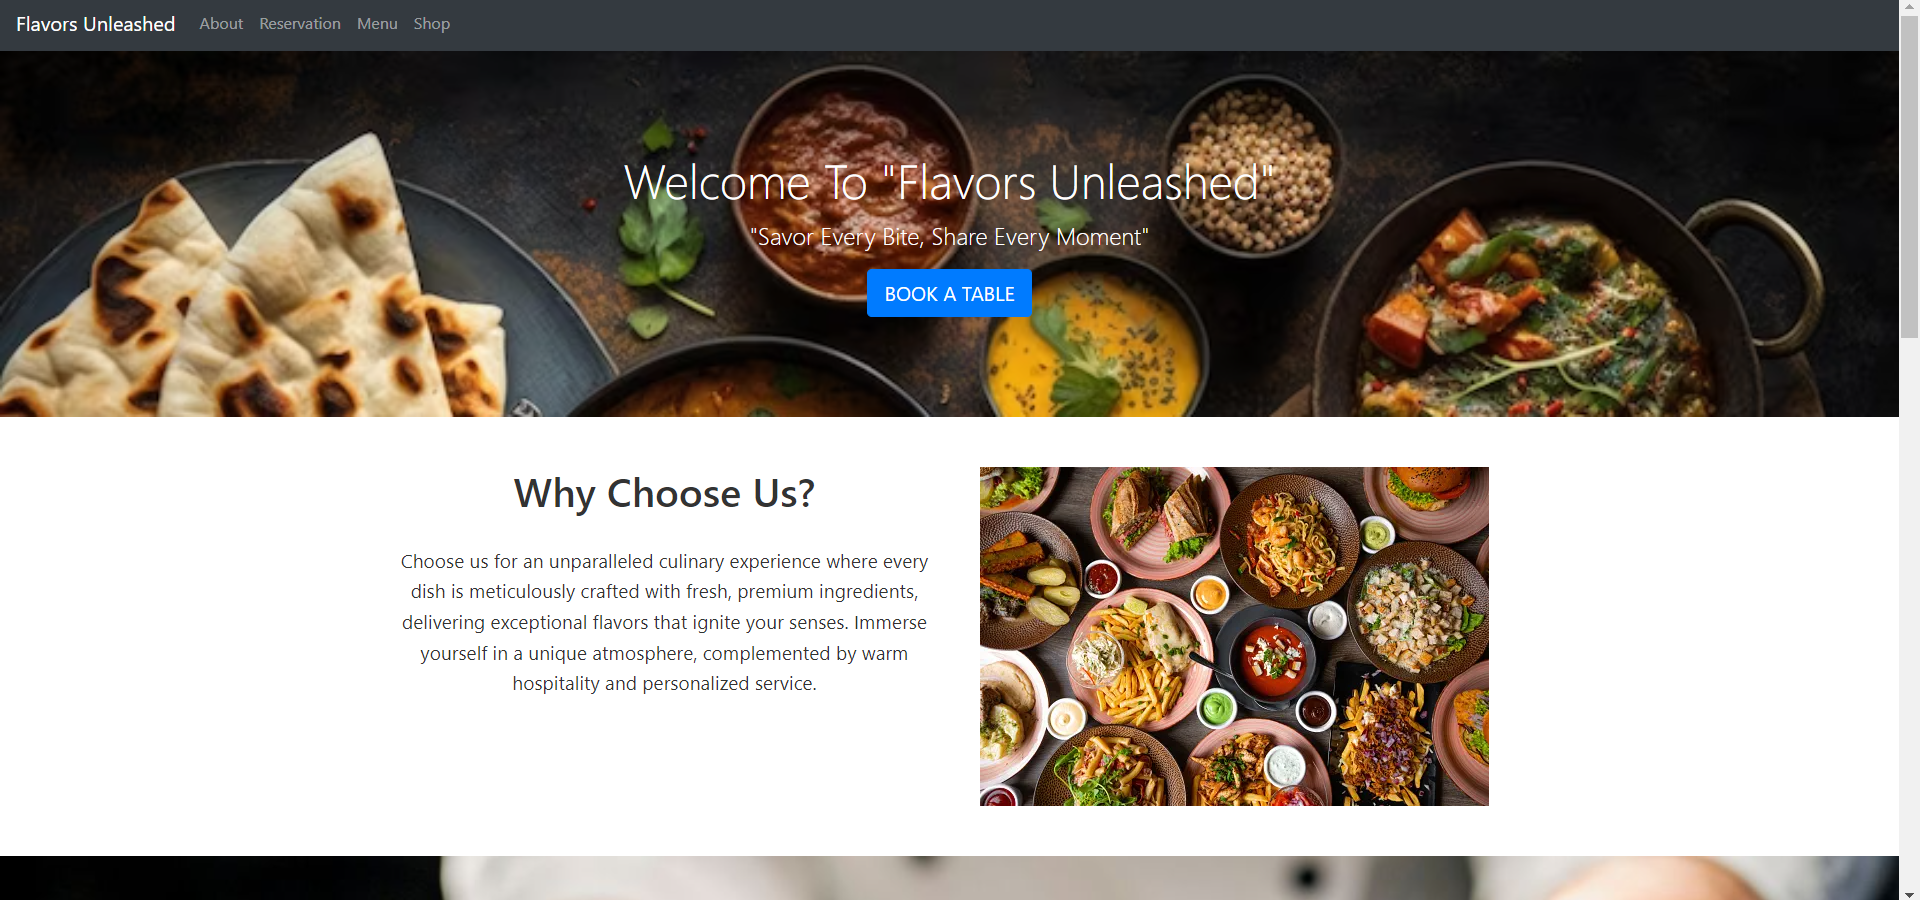 Flavors Unleashed About Reservation Menu Shop
Welcome To "Flavors Unleashed"
"Savor Every Bite, Share Every Moment"
BOOK A TABLE
Why Choose Us?
Choose us for an unparalleled culinary experience where every
dish is meticulously crafted with fresh, premium ingredients,
delivering exceptional flavors that ignite your senses. Immerse
yourself in a unique atmosphere, complemented by warm
hospitality and personalized service.